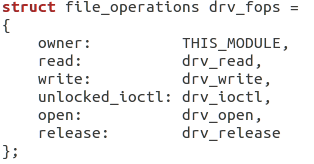 struct file_operations drv_fops =
{
    owner:          THIS_MODULE,
    read:           drv_read,
    write:          drv_write,
    unlocked_ioctl: drv_ioctl,
    open:           drv_open,
    release:        drv_release
};